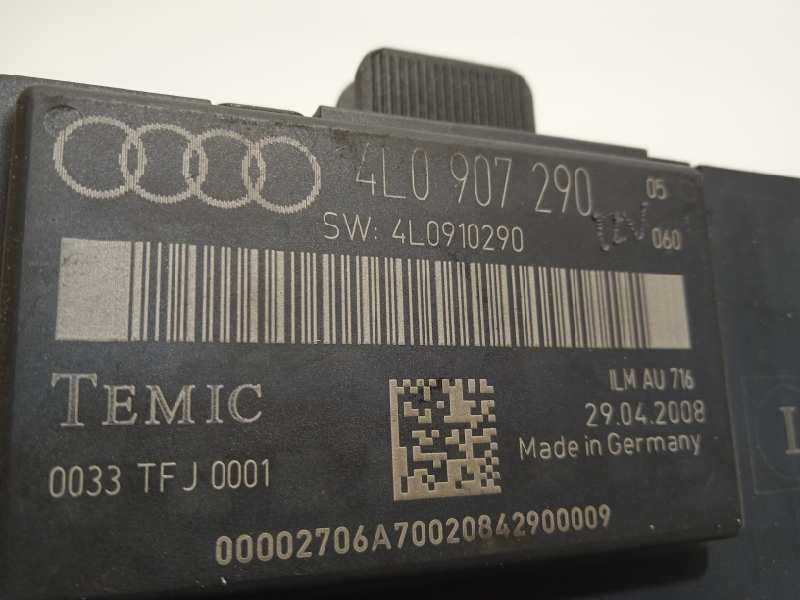 4L0 907 290 05
SW: 4L0910290 12V 060
TEMIC
ILM AU 716
29.04.2008
Made in Germany
0033 TFJ 0001
00002706A70020842900009